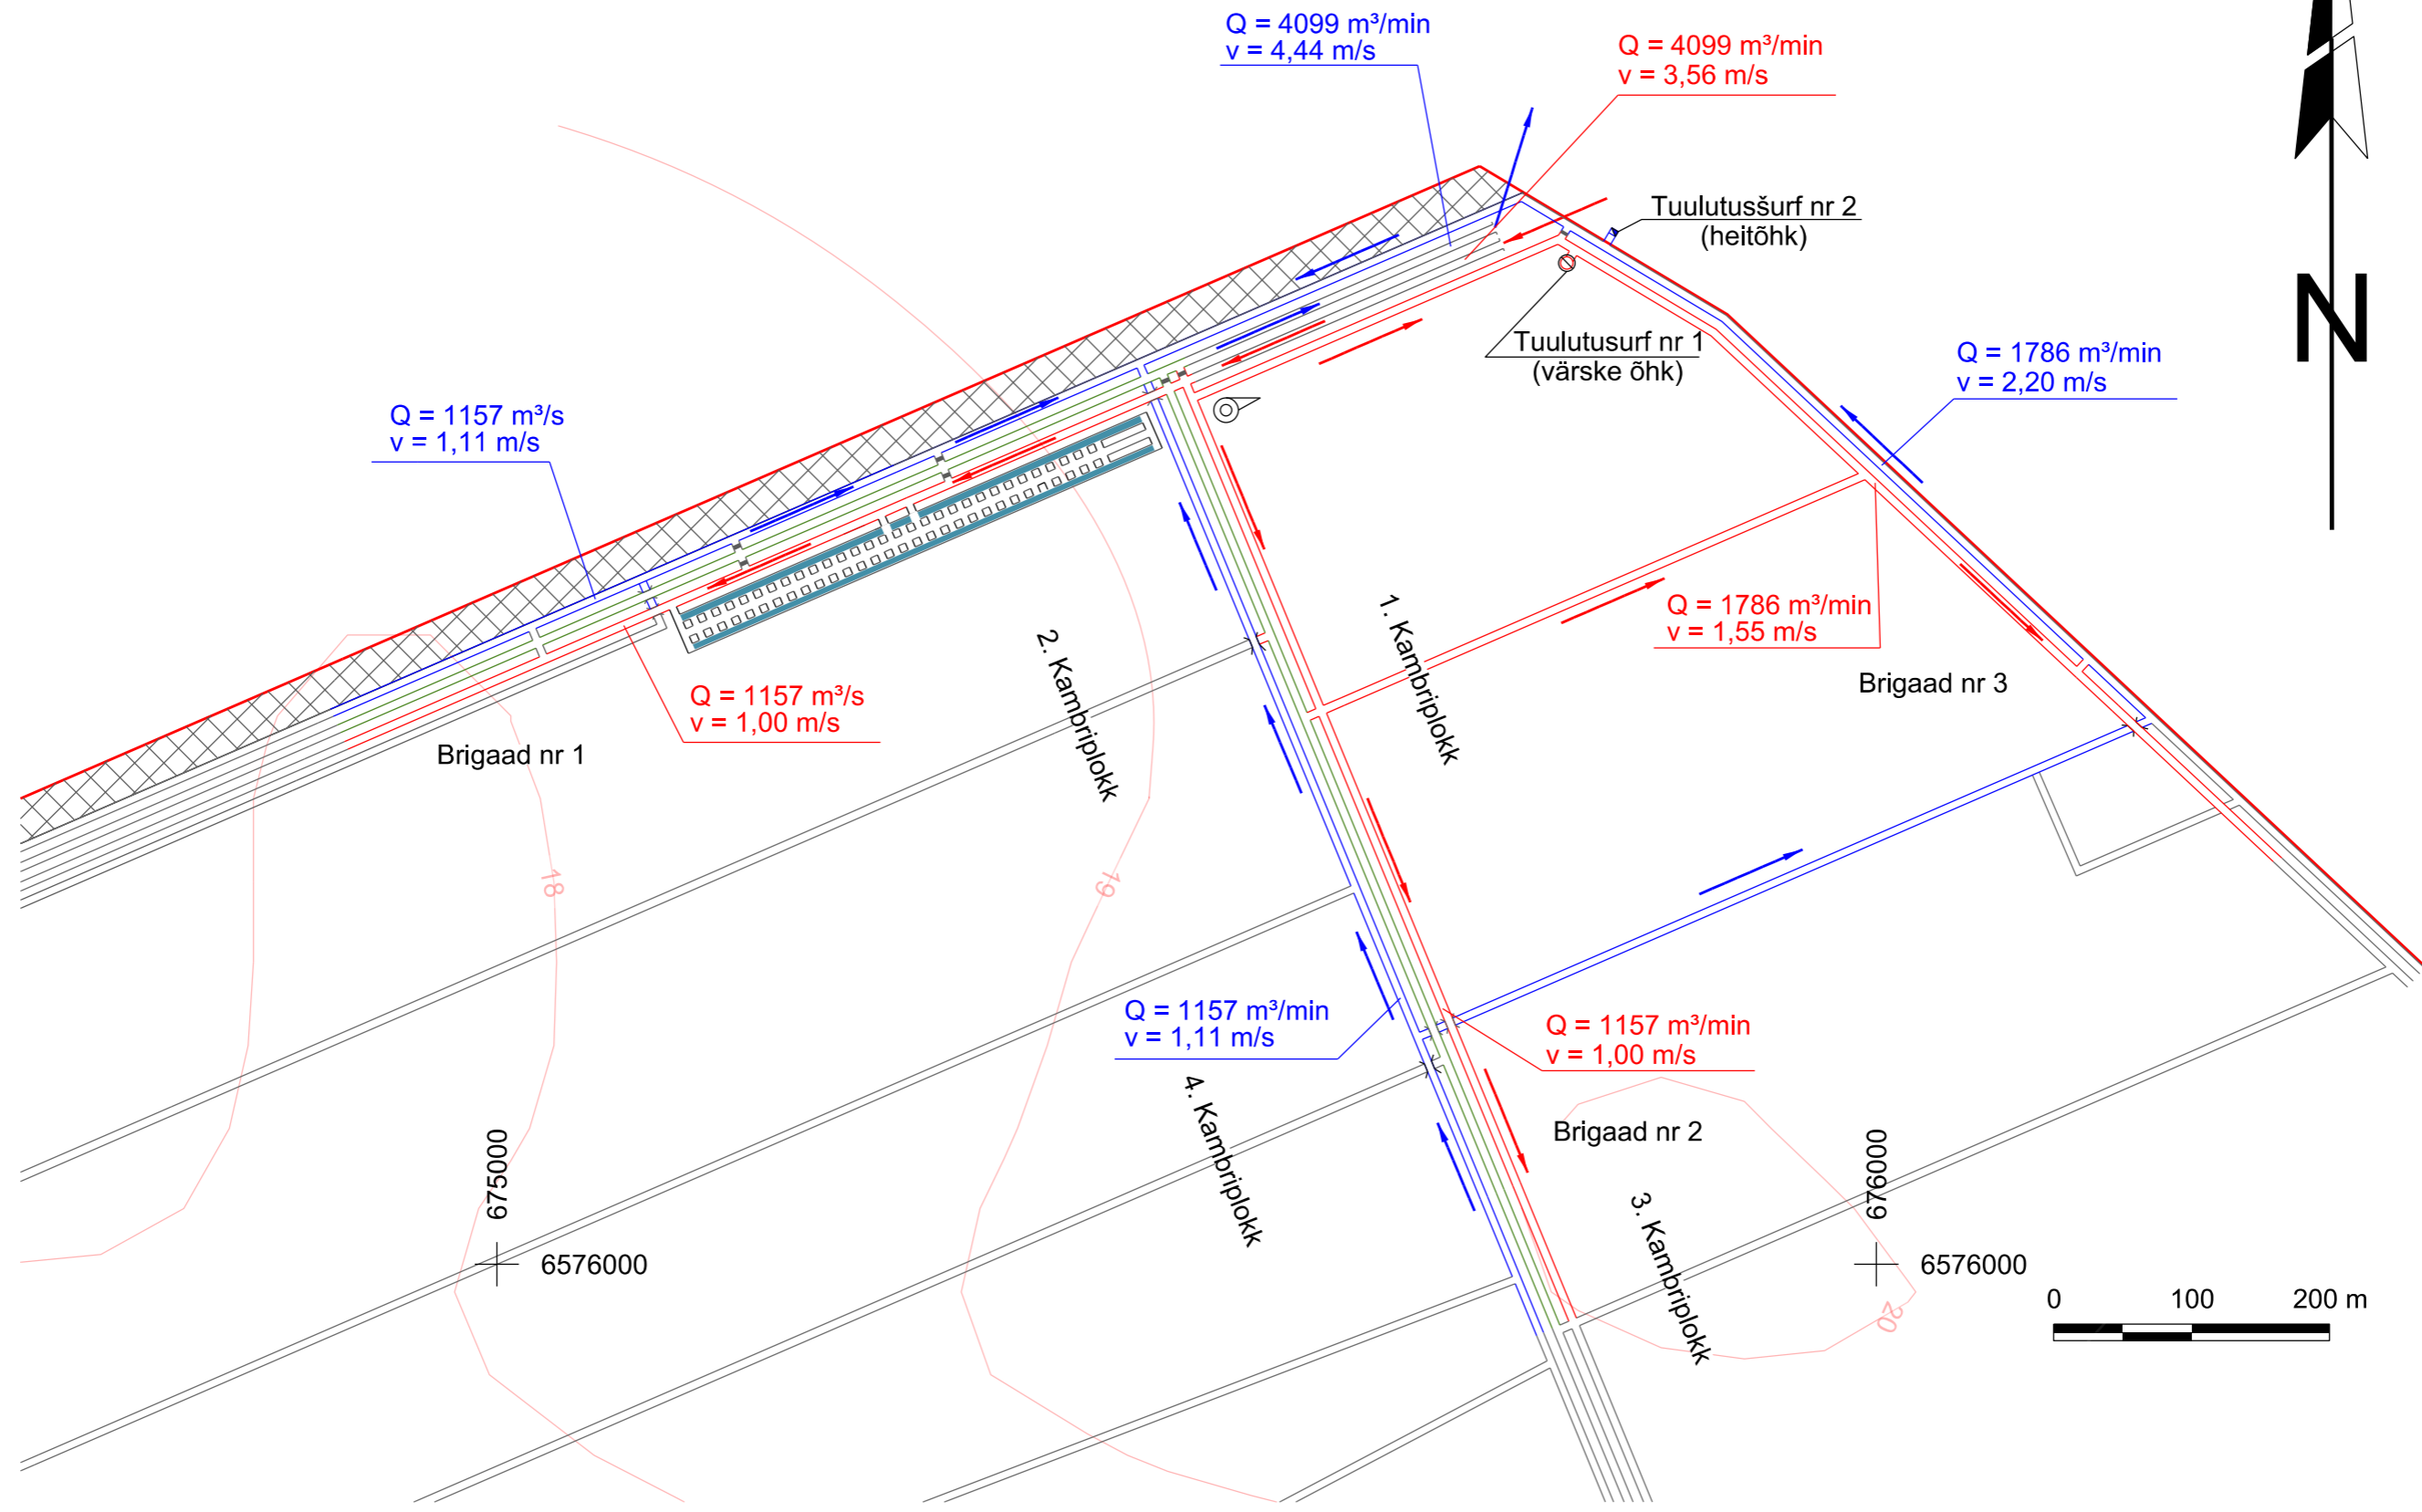 Q = 4099 m³/min
v = 4,44 m/s
Q = 4099 m³/min
v = 3,56 m/s
Tuulutusšurf nr 2
(heitõhk)
N
Tuulutusurf nr 1
(värske õhk)
Q = 1786 m³/min
v = 2,20 m/s
Q = 1157 m³/s
v = 1,11 m/s
Q = 1786 m³/min
v = 1,55 m/s
1. Kambriplokk
2. Kambriplokk
Brigaad nr 3
Q = 1157 m³/s
v = 1,00 m/s
Brigaad nr 1
18
19
Q = 1157 m³/min
v = 1,11 m/s
Q = 1157 m³/min
v = 1,00 m/s
4. Kambriplokk
Brigaad nr 2
3. Kambriplokk
675000
6576000
676000
6576000
20
0 100 200 m